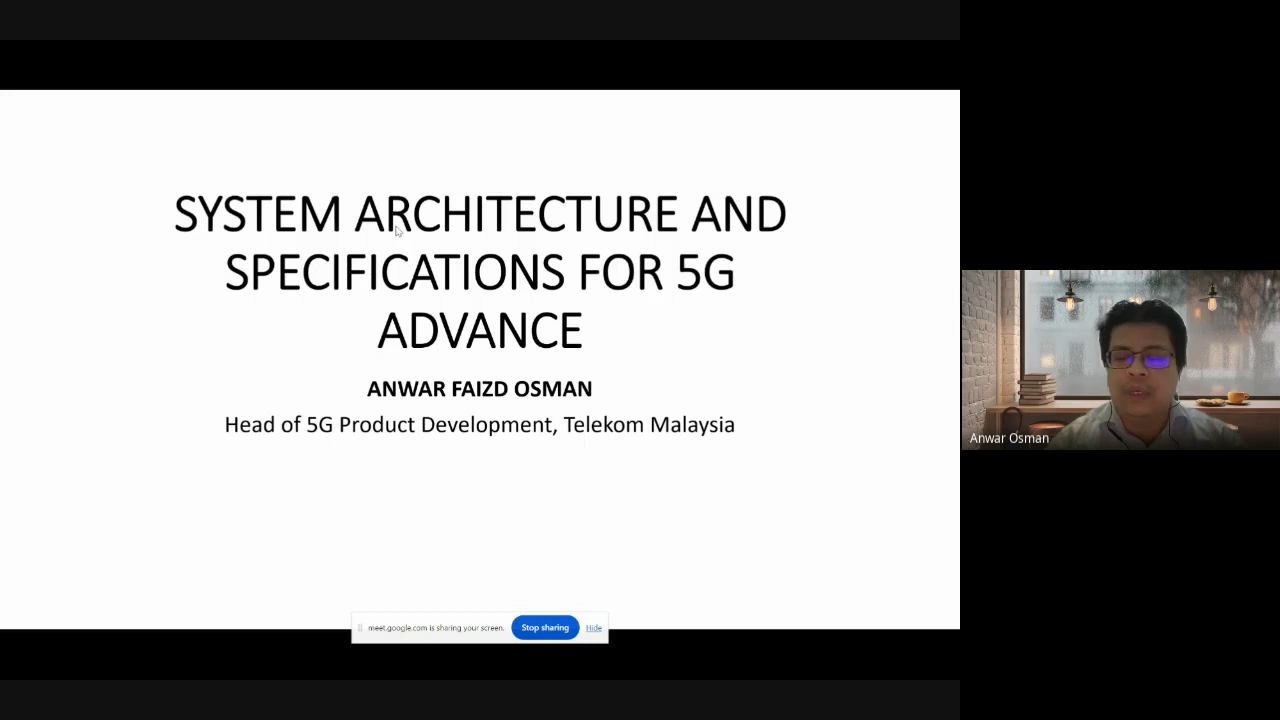 SYSTEM ARCHITECTURE AND
SPECIFICATIONS FOR 5G
ADVANCE
ANWAR FAIZD OSMAN
Head of 5G Product Development, Telekom Malaysia
meet.google.com is sharing your screen. Stop sharing Hide
Anwar Osman